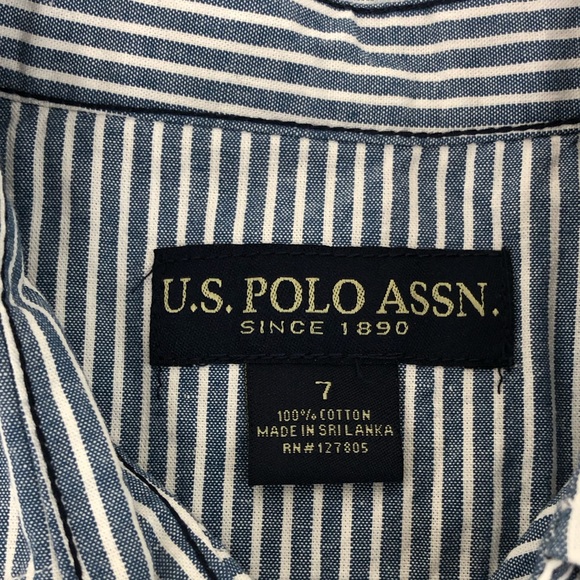 U.S. POLO ASSN.
SINCE 1890
7
100% COTTON
MADE IN SRI LANKA
RN#127805